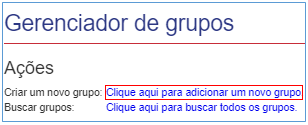 Gerenciador de grupos
Ações
Criar um novo grupo: Clique aqui para adicionar um novo grupo
Buscar grupos: Clique aqui para buscar todos os grupos.